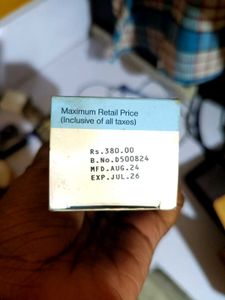 Maximum Retail Price
(Inclusive of all taxes)
Rs.380.00
B.No.D500824
MFD.AUG.24
EXP.JUL.26